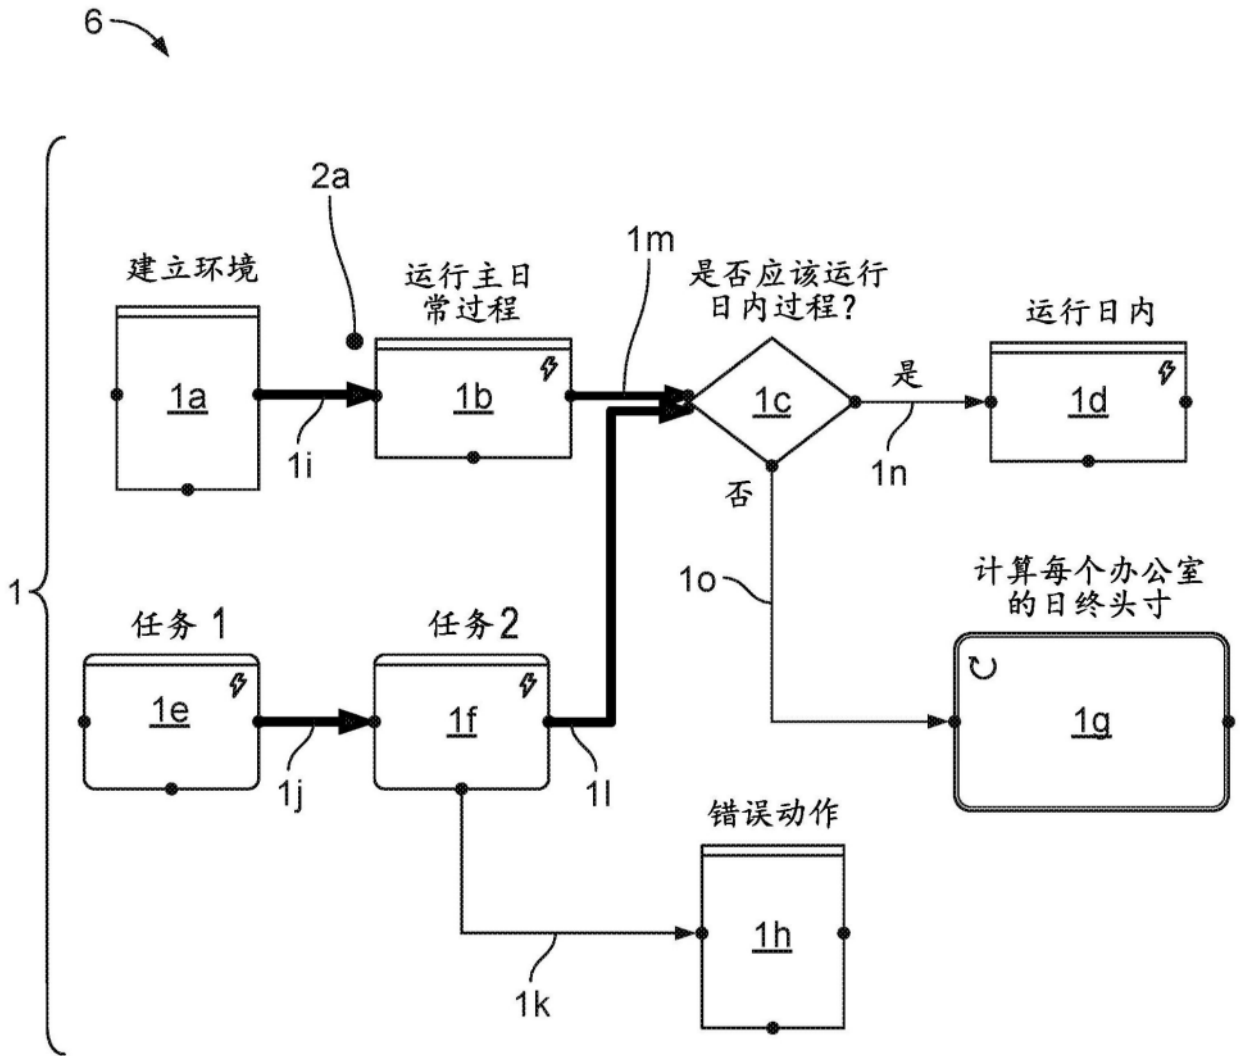 6
2a
1m
建立环境
运行主日
常过程
是否应该运行
日内过程?
运行日内
1a
1b
1c
是
1d
1i
1n
否
1
1o
计算每个办公室
的日终头寸
任务 1
任务2
1e
1f
1g
1j
1l
错误动作
1h
1k